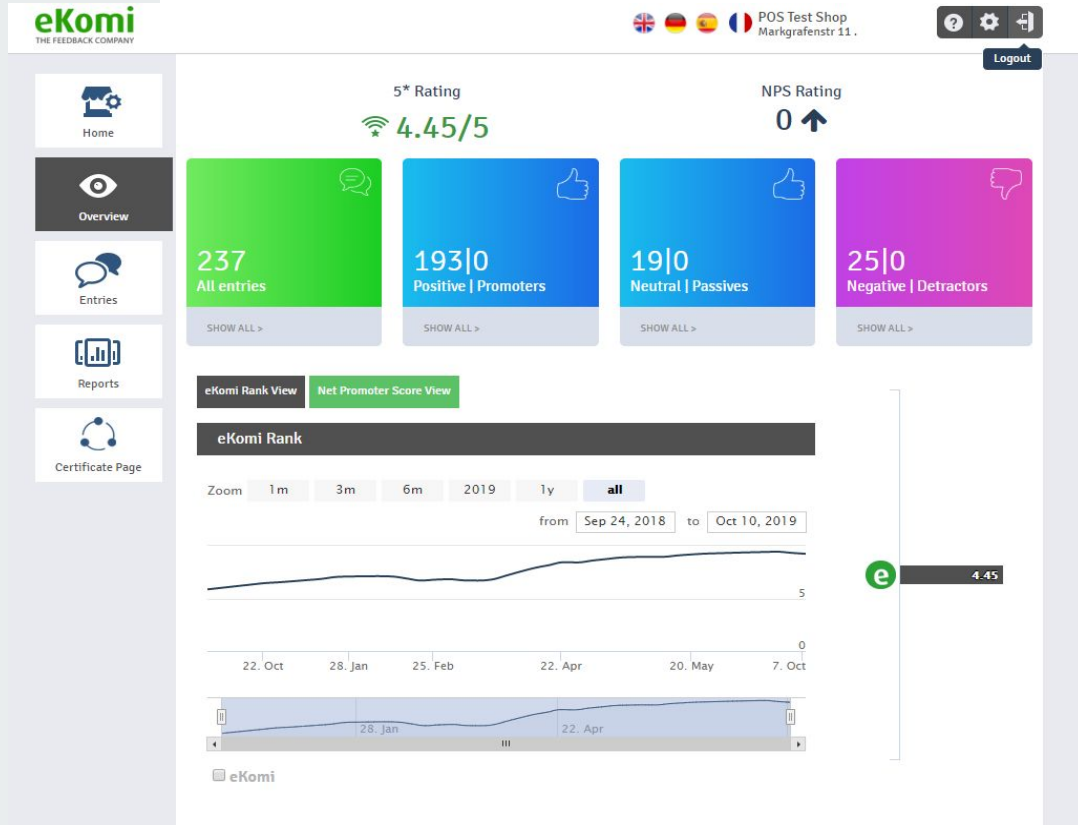 eKomi
THE FEEDBACK COMPANY
POS Test Shop
Markgrafenstr 11 .
?
Logout
Home
Overview
Entries
Reports
Certificate Page
5* Rating
4.45/5
NPS Rating
0
237
All entries
SHOW ALL >
193|0
Positive | Promoters
SHOW ALL >
19|0
Neutral | Passives
SHOW ALL >
25|0
Negative | Detractors
SHOW ALL >
eKomi Rank View
Net Promoter Score View
eKomi Rank
Zoom 1m 3m 6m 2019 1y all
from Sep 24, 2018 to Oct 10, 2019
5
0
22. Oct 28. Jan 25. Feb 22. Apr 20. May 7. Oct
28. Jan 22. Apr
eKomi
e 4.45